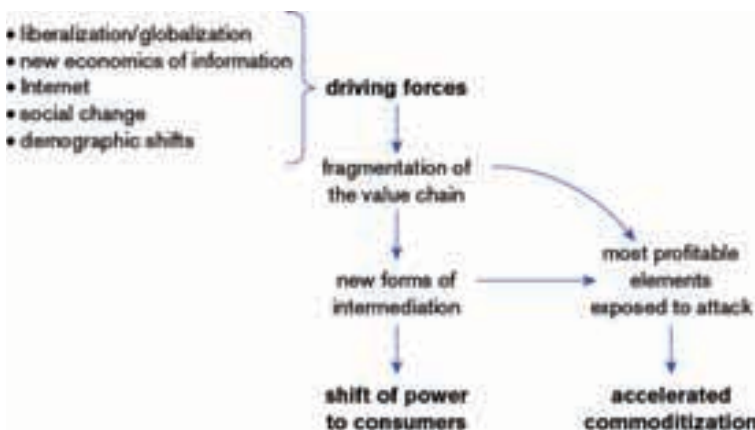 • liberalization/globalization
• new economics of information
• Internet
• social change
• demographic shifts
driving forces
fragmentation of
the value chain
new forms of
intermediation
most profitable
elements
exposed to attack
shift of power
to consumers
accelerated
commoditization